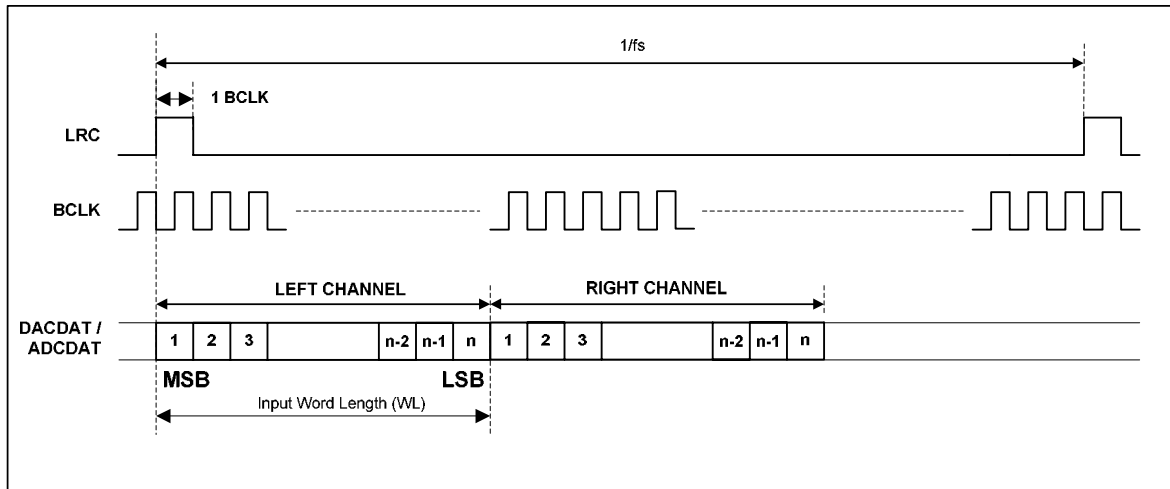 1/fs
1 BCLK
LRC
BCLK
LEFT CHANNEL RIGHT CHANNEL
DACDAT /
ADCDAT
1 2 3 n-2 n-1 n 1 2 3 n-2 n-1 n
MSB LSB
Input Word Length (WL)